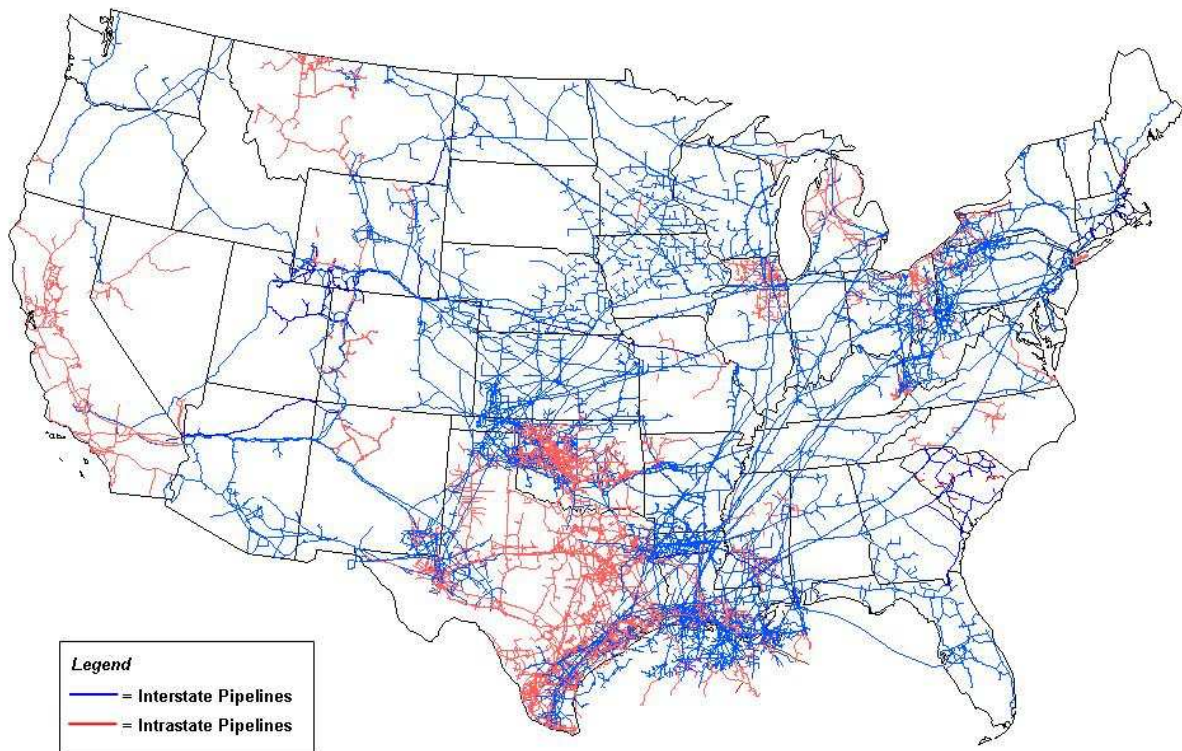 Legend
= Interstate Pipelines
= Intrastate Pipelines